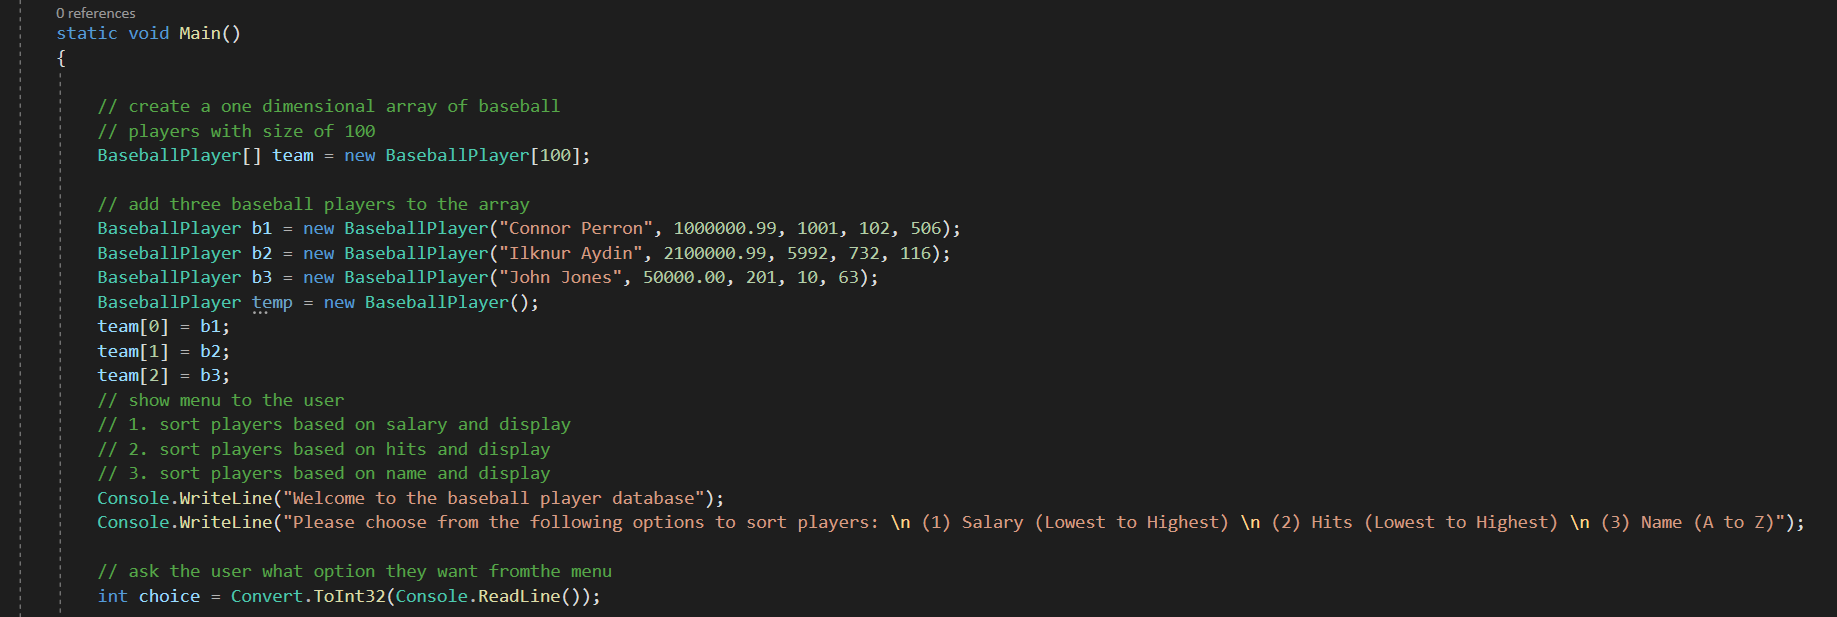 0 references
static void Main()
{
// create a one dimensional array of baseball
// players with size of 100
BaseballPlayer[] team = new BaseballPlayer[100];
// add three baseball players to the array
BaseballPlayer b1 = new BaseballPlayer("Connor Perron", 1000000.99, 1001, 102, 506);
BaseballPlayer b2 = new BaseballPlayer("Ilknur Aydin", 2100000.99, 5992, 732, 116);
BaseballPlayer b3 = new BaseballPlayer("John Jones", 50000.00, 201, 10, 63);
BaseballPlayer temp = new BaseballPlayer();
team[0] = b1;
team[1] = b2;
team[2] = b3;
// show menu to the user
// 1. sort players based on salary and display
// 2. sort players based on hits and display
// 3. sort players based on name and display
Console.WriteLine("Welcome to the baseball player database");
Console.WriteLine("Please choose from the following options to sort players: \n (1) Salary (Lowest to Highest) \n (2) Hits (Lowest to Highest) \n (3) Name (A to Z)");
// ask the user what option they want fromthe menu
int choice = Convert.ToInt32(Console.ReadLine());